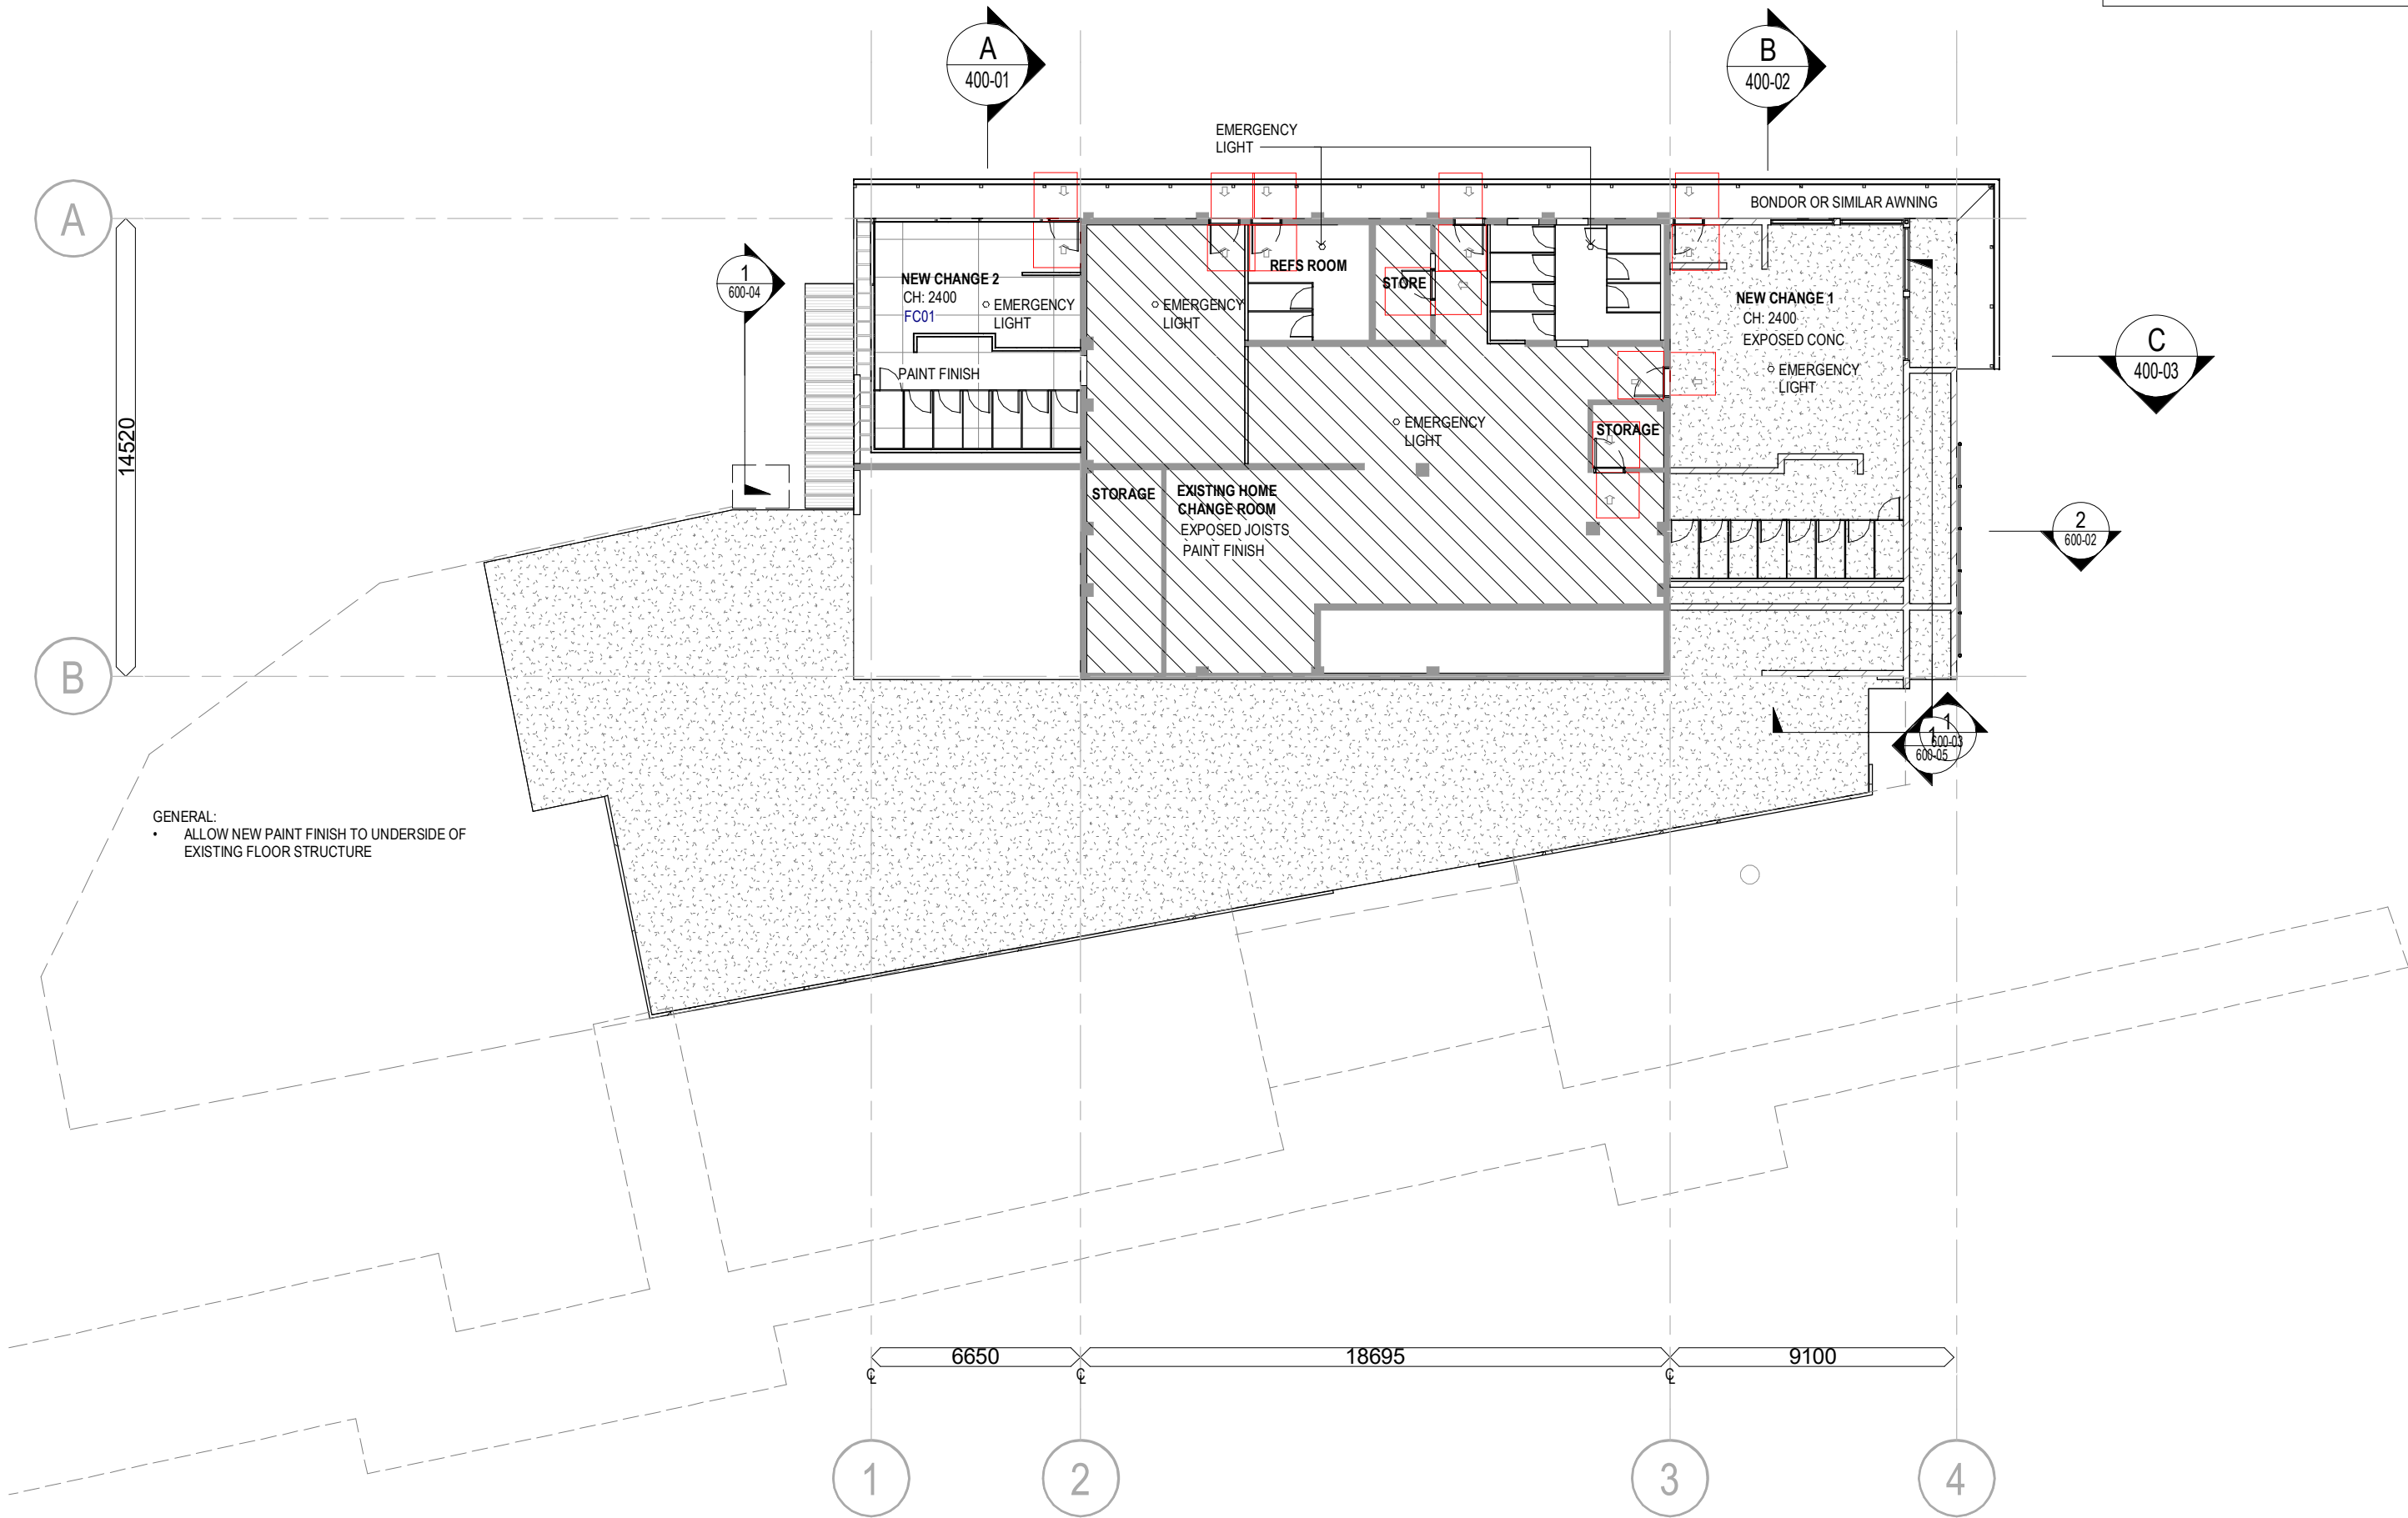 A
400-01
B
400-02
EMERGENCY
LIGHT
A
BONDOR OR SIMILAR AWNING
1
600-04
NEW CHANGE 2
CH: 2400
FC01
EMERGENCY
LIGHT
PAINT FINISH
EMERGENCY
LIGHT
REFS ROOM
STORE
NEW CHANGE 1
CH: 2400
EXPOSED CONC
EMERGENCY
LIGHT
C
400-03
EMERGENCY
LIGHT
STORAGE
14520
STORAGE
EXISTING HOME
CHANGE ROOM
EXPOSED JOISTS
PAINT FINISH
2
600-02
B
1
600-03
1
600-05
GENERAL:
• ALLOW NEW PAINT FINISH TO UNDERSIDE OF
EXISTING FLOOR STRUCTURE
6650
18695
9100
℄
℄
℄
1
2
3
4